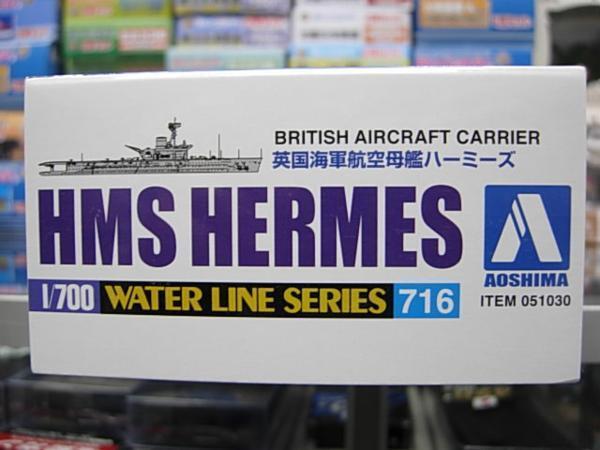 BRITISH AIRCRAFT CARRIER
英国海軍航空母艦ハーミーズ
HMS HERMES
1/700 WATER LINE SERIES 716
AOSHIMA
ITEM 051030